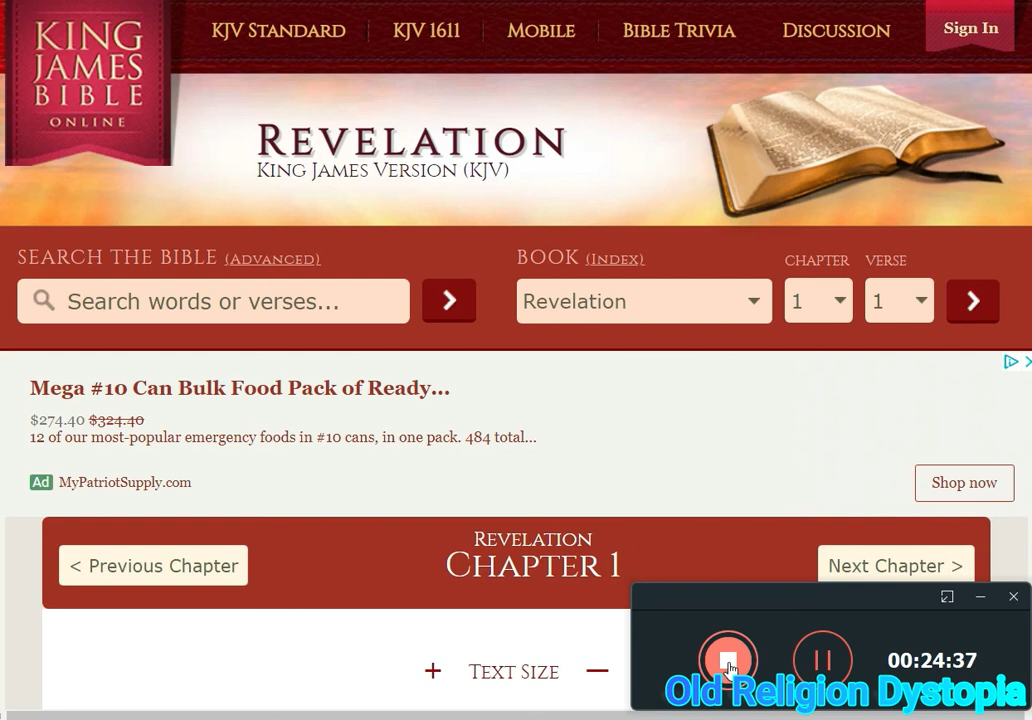 KING
JAMES
BIBLE
ONLINE
KJV Standard
KJV 1611
Mobile
Bible Trivia
Discussion
Sign In
Revelation
King James Version (KJV)
SEARCH THE BIBLE (Advanced)
Search words or verses...
BOOK (Index)
CHAPTER
VERSE
Revelation
1
1
Mega #10 Can Bulk Food Pack of Ready...
$274.40 $324.40
12 of our most-popular emergency foods in #10 cans, in one pack. 484 total...
Ad MyPatriotSupply.com
Shop now
Revelation
Chapter 1
< Previous Chapter
Next Chapter >
+ Text Size −
00:24:37
Old Religion Dystopia